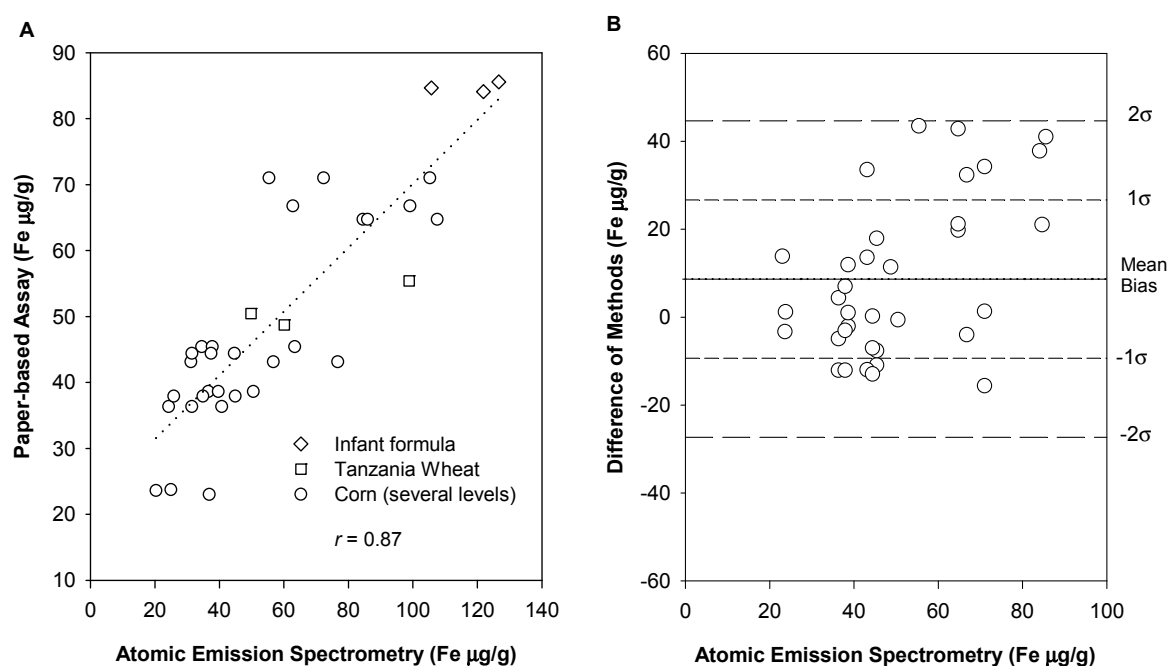 A
Paper-based Assay (Fe µg/g)
90
80
70
60
50
40
30
20
10
Infant formula
Tanzania Wheat
Corn (several levels)
r = 0.87
0 20 40 60 80 100 120 140
Atomic Emission Spectrometry (Fe µg/g)
B
Difference of Methods (Fe µg/g)
60
40
20
0
-20
-40
-60
2σ
1σ
Mean
Bias
-1σ
-2σ
0 20 40 60 80 100
Atomic Emission Spectrometry (Fe µg/g)